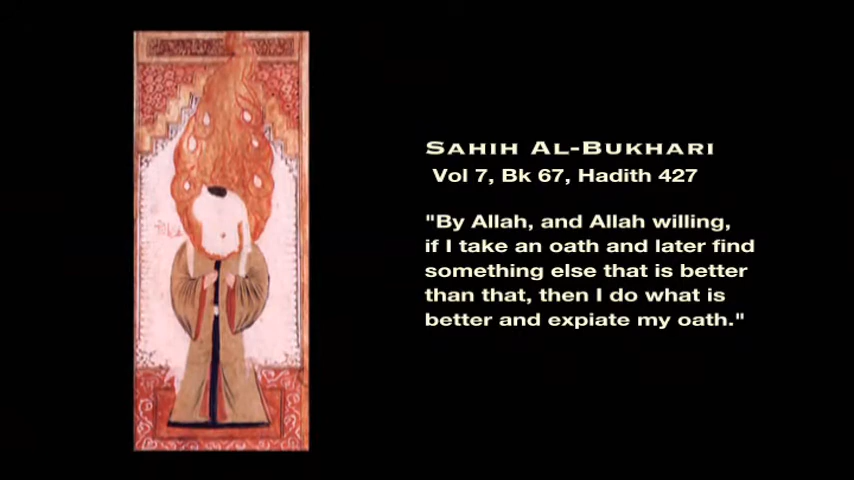 SAHIH AL-BUKHARI
Vol 7, Bk 67, Hadith 427
"By Allah, and Allah willing,
if I take an oath and later find
something else that is better
than that, then I do what is
better and expiate my oath."